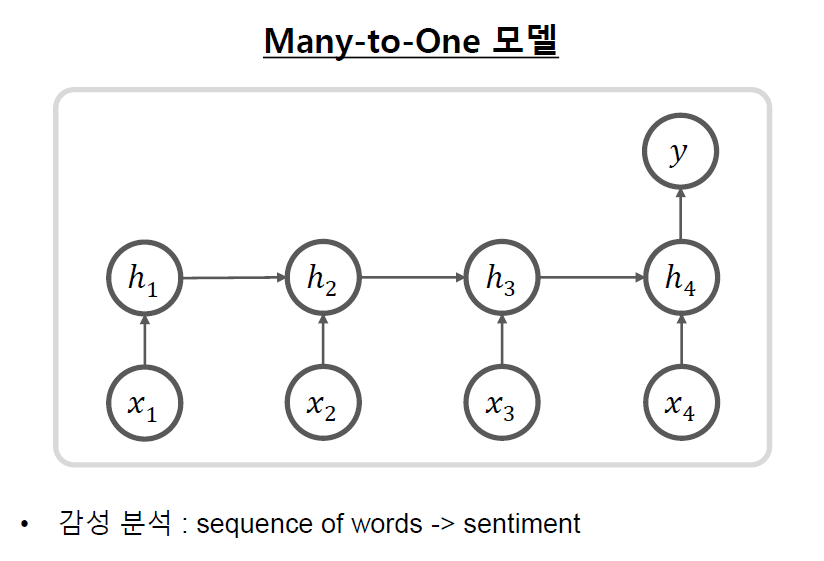 Many-to-One 모델
y
h₁ h₂ h₃ h₄
x₁ x₂ x₃ x₄
• 감성 분석 : sequence of words -> sentiment